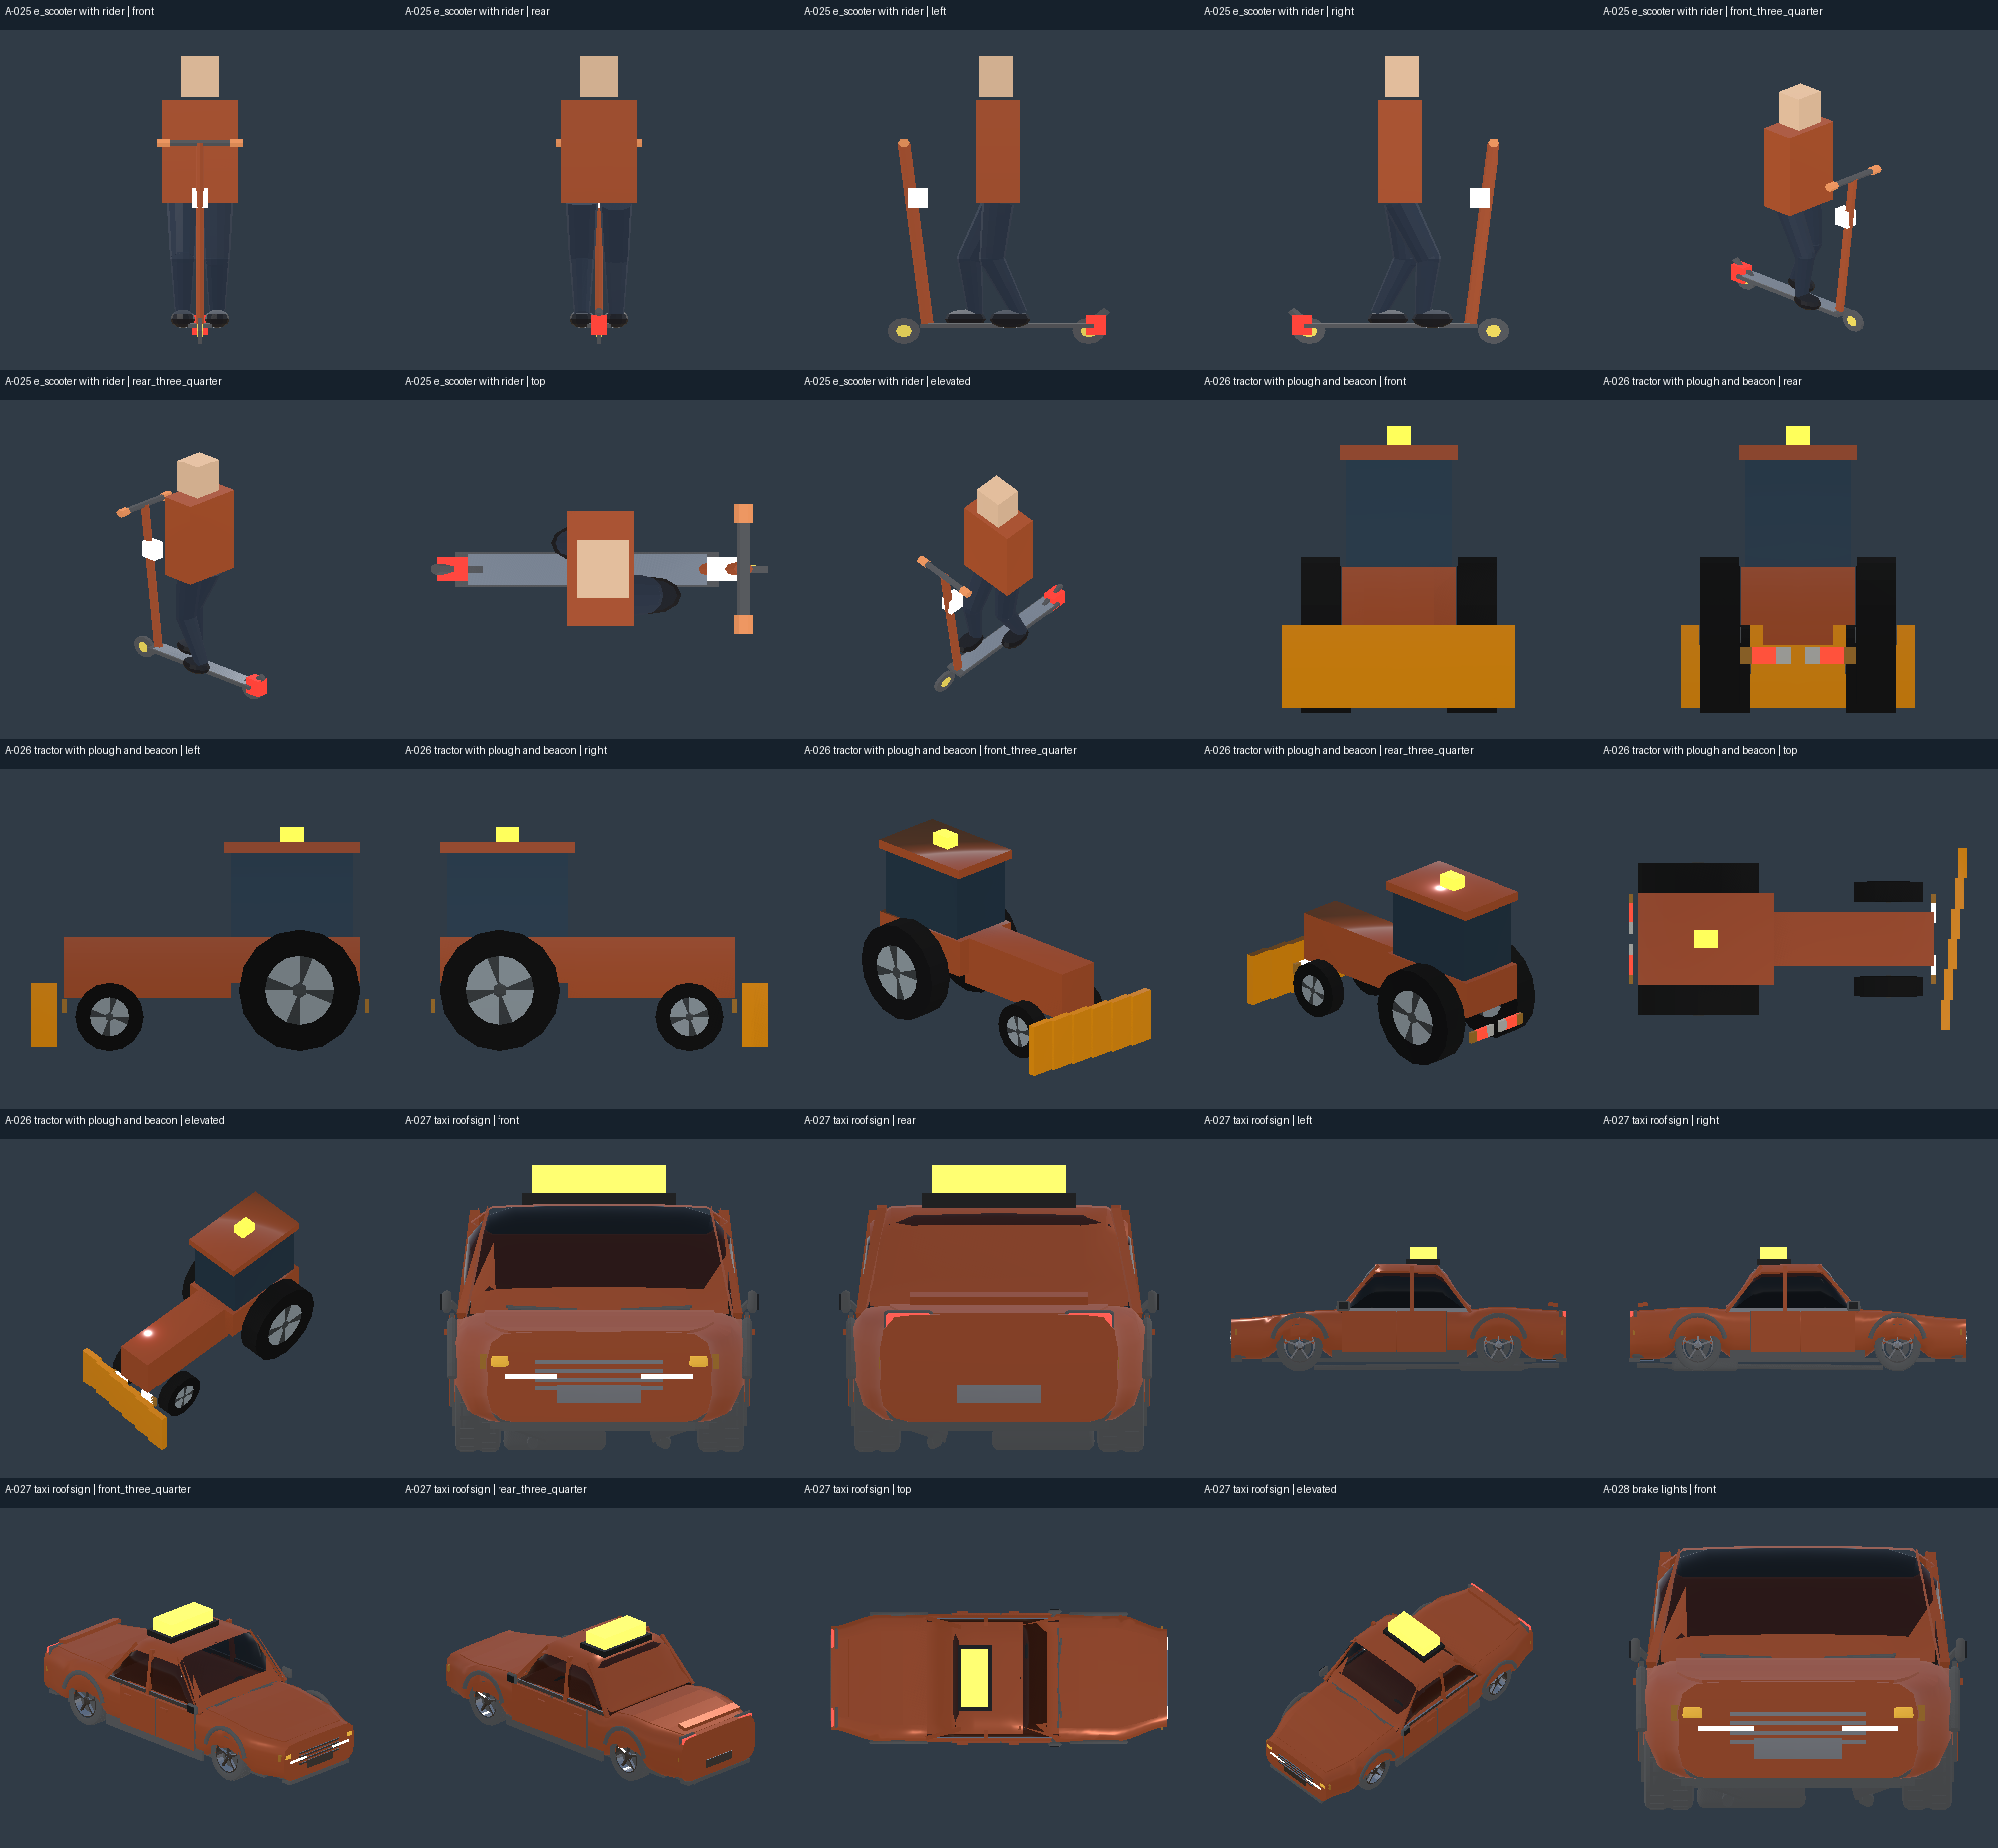 A-025 e_scooter with rider | front
A-025 e_scooter with rider | rear
A-025 e_scooter with rider | left
A-025 e_scooter with rider | right
A-025 e_scooter with rider | front_three_quarter
A-025 e_scooter with rider | rear_three_quarter
A-025 e_scooter with rider | top
A-025 e_scooter with rider | elevated
A-026 tractor with plough and beacon | front
A-026 tractor with plough and beacon | rear
A-026 tractor with plough and beacon | left
A-026 tractor with plough and beacon | right
A-026 tractor with plough and beacon | front_three_quarter
A-026 tractor with plough and beacon | rear_three_quarter
A-026 tractor with plough and beacon | top
A-026 tractor with plough and beacon | elevated
A-027 taxi roof sign | front
A-027 taxi roof sign | rear
A-027 taxi roof sign | left
A-027 taxi roof sign | right
A-027 taxi roof sign | front_three_quarter
A-027 taxi roof sign | rear_three_quarter
A-027 taxi roof sign | top
A-027 taxi roof sign | elevated
A-028 brake lights | front